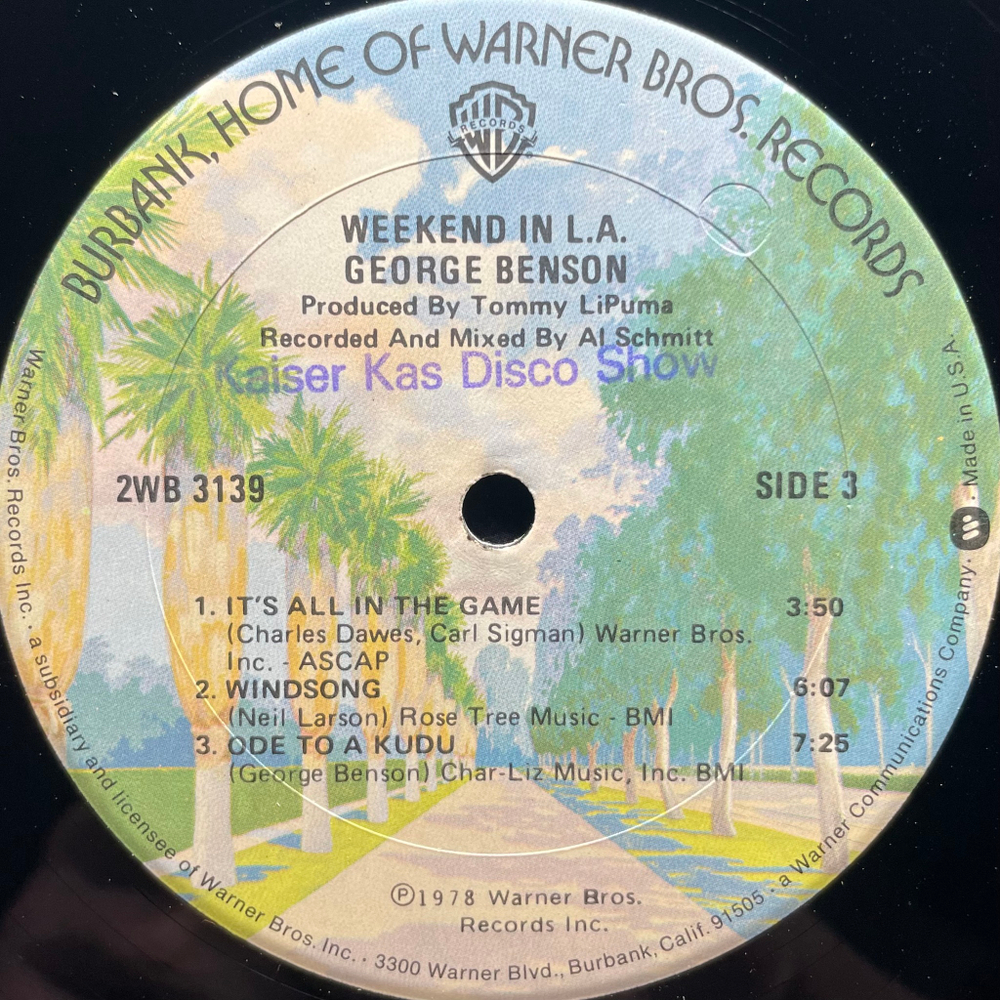 BURBANK, HOME OF WARNER BROS. RECORDS
RECORDS
WEEKEND IN L.A.
GEORGE BENSON
Produced By Tommy LiPuma
Recorded And Mixed By Al Schmitt
Kaiser Kas Disco Show
2WB 3139
SIDE 3
1. IT'S ALL IN THE GAME 3:50
(Charles Dawes, Carl Sigman) Warner Bros.
Inc. - ASCAP
2. WINDSONG 6:07
(Neil Larson) Rose Tree Music - BMI
3. ODE TO A KUDU 7:25
(George Benson) Char-Liz Music, Inc. BMI
℗1978 Warner Bros.
Records Inc.
Warner Bros. Records Inc. · a subsidiary and licensee of Warner Bros. Inc. · 3300 Warner Blvd., Burbank, Calif. 91505 · a Warner Communications Company. · Made in U.S.A.